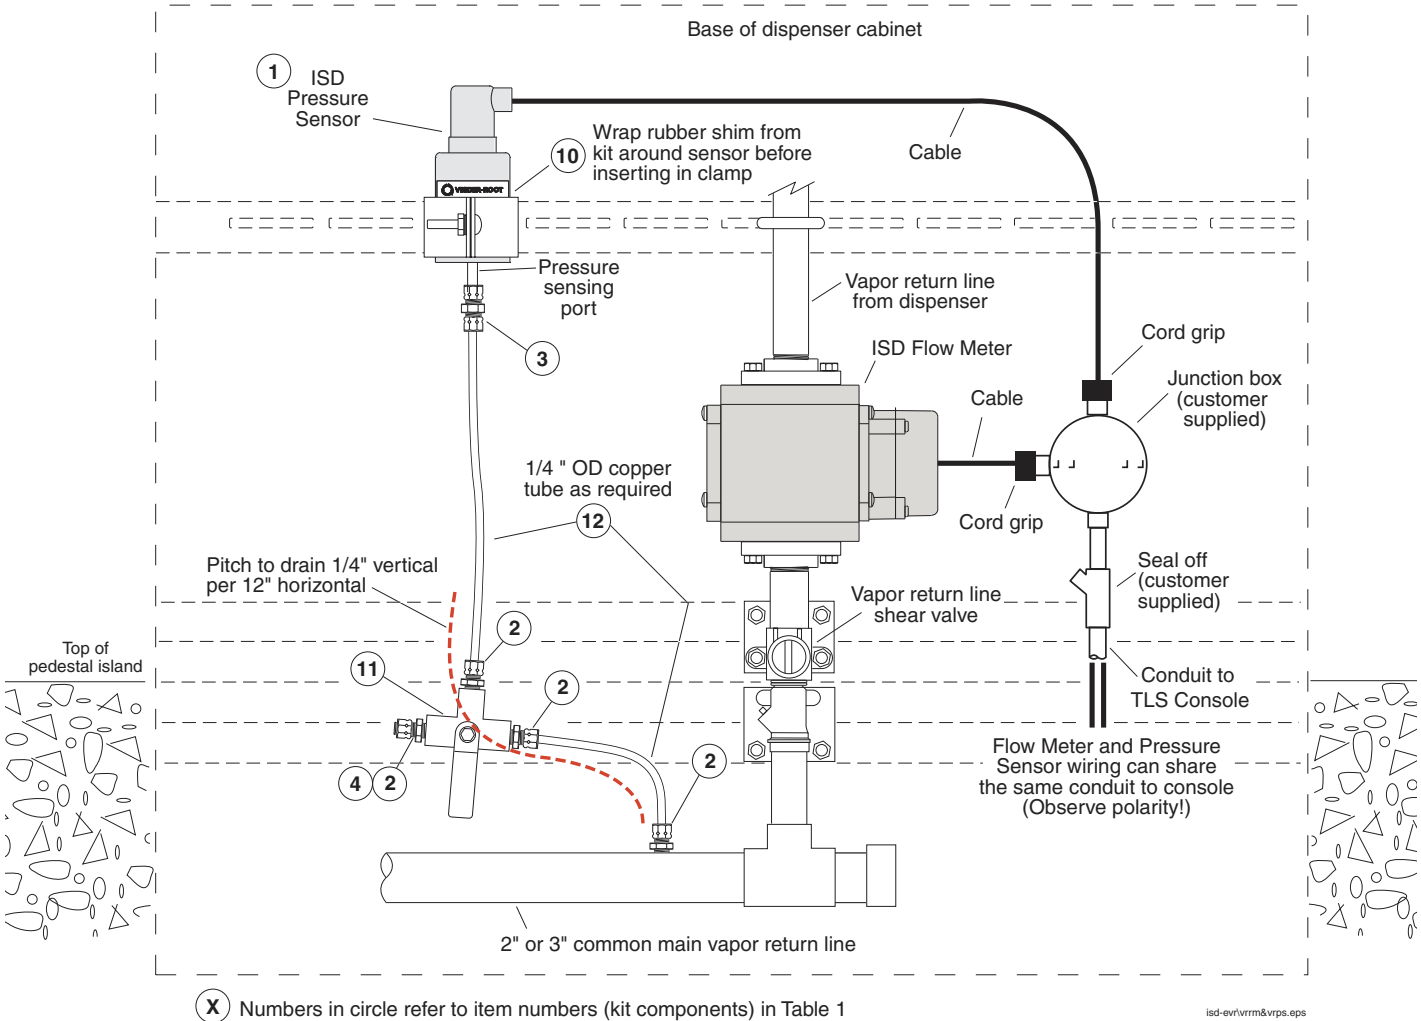 Base of dispenser cabinet
1
ISD
Pressure
Sensor
10
Wrap rubber shim from
kit around sensor before
inserting in clamp
Cable
VEEDER-ROOT
Pressure
sensing
port
Vapor return line
from dispenser
3
ISD Flow Meter
Cord grip
Junction box
(customer
supplied)
Cable
1/4 " OD copper
tube as required
12
Cord grip
Pitch to drain 1/4" vertical
per 12" horizontal
Seal off
(customer
supplied)
Vapor return line
shear valve
2
Top of
pedestal island
11
2
Conduit to
TLS Console
4
2
2
Flow Meter and Pressure
Sensor wiring can share
the same conduit to console
(Observe polarity!)
2" or 3" common main vapor return line
X
Numbers in circle refer to item numbers (kit components) in Table 1
isd-evr\vrrm&vrps.eps